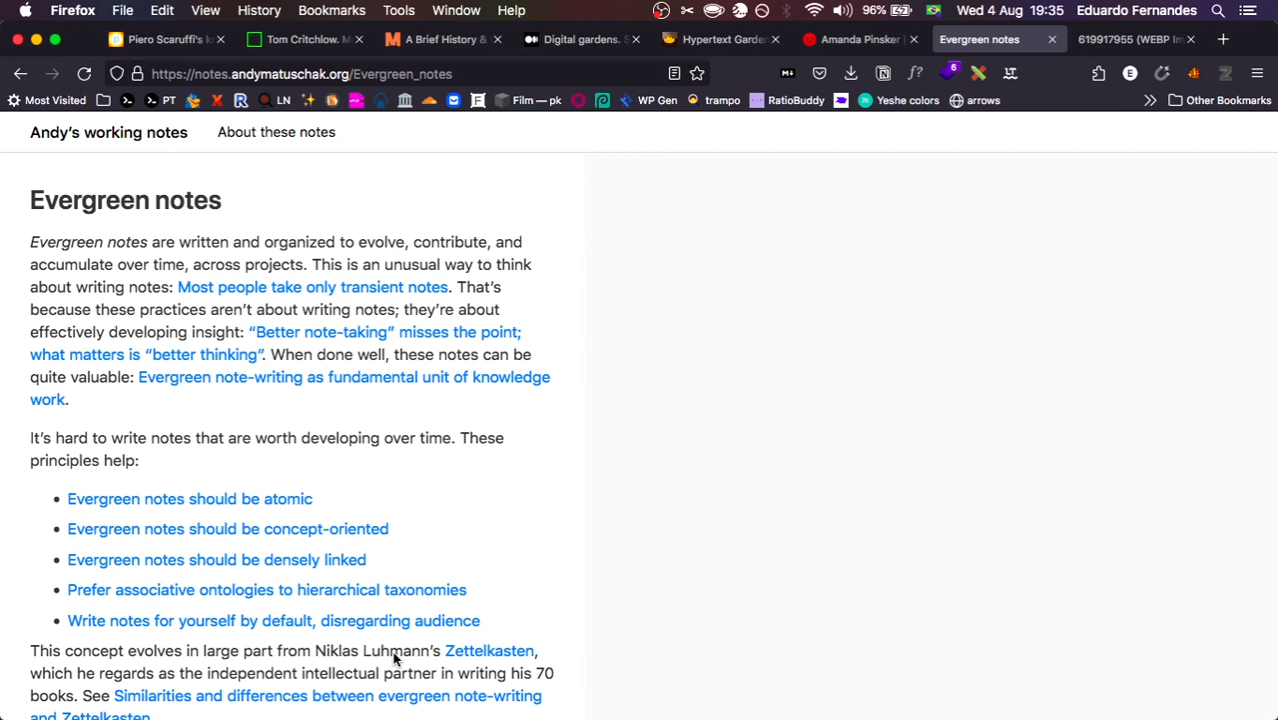 Firefox File Edit View History Bookmarks Tools Window Help 96% Wed 4 Aug 19:35 Eduardo Fernandes
Piero Scaruffi's k Tom Critchlow. M A Brief History & Digital gardens. S Hypertext Garde Amanda Pinsker | Evergreen notes 619917955 (WEBP Im
https://notes.andymatuschak.org/Evergreen_notes
Most Visited PT LN Film — pk WP Gen trampo RatioBuddy Yeshe colors arrows Other Bookmarks
Andy's working notes About these notes
Evergreen notes
Evergreen notes are written and organized to evolve, contribute, and
accumulate over time, across projects. This is an unusual way to think
about writing notes: Most people take only transient notes. That's
because these practices aren't about writing notes; they're about
effectively developing insight: “Better note-taking” misses the point;
what matters is “better thinking”. When done well, these notes can be
quite valuable: Evergreen note-writing as fundamental unit of knowledge
work.
It's hard to write notes that are worth developing over time. These
principles help:
• Evergreen notes should be atomic
• Evergreen notes should be concept-oriented
• Evergreen notes should be densely linked
• Prefer associative ontologies to hierarchical taxonomies
• Write notes for yourself by default, disregarding audience
This concept evolves in large part from Niklas Luhmann's Zettelkasten,
which he regards as the independent intellectual partner in writing his 70
books. See Similarities and differences between evergreen note-writing
and Zettelkasten